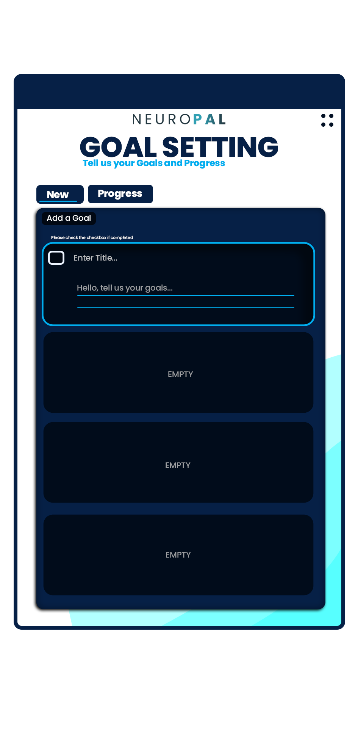 NEUROPAL
GOAL SETTING
Tell us your Goals and Progress
New
Progress
Add a Goal
Please check the checkbox if completed
Enter Title...
Hello, tell us your goals...
EMPTY
EMPTY
EMPTY